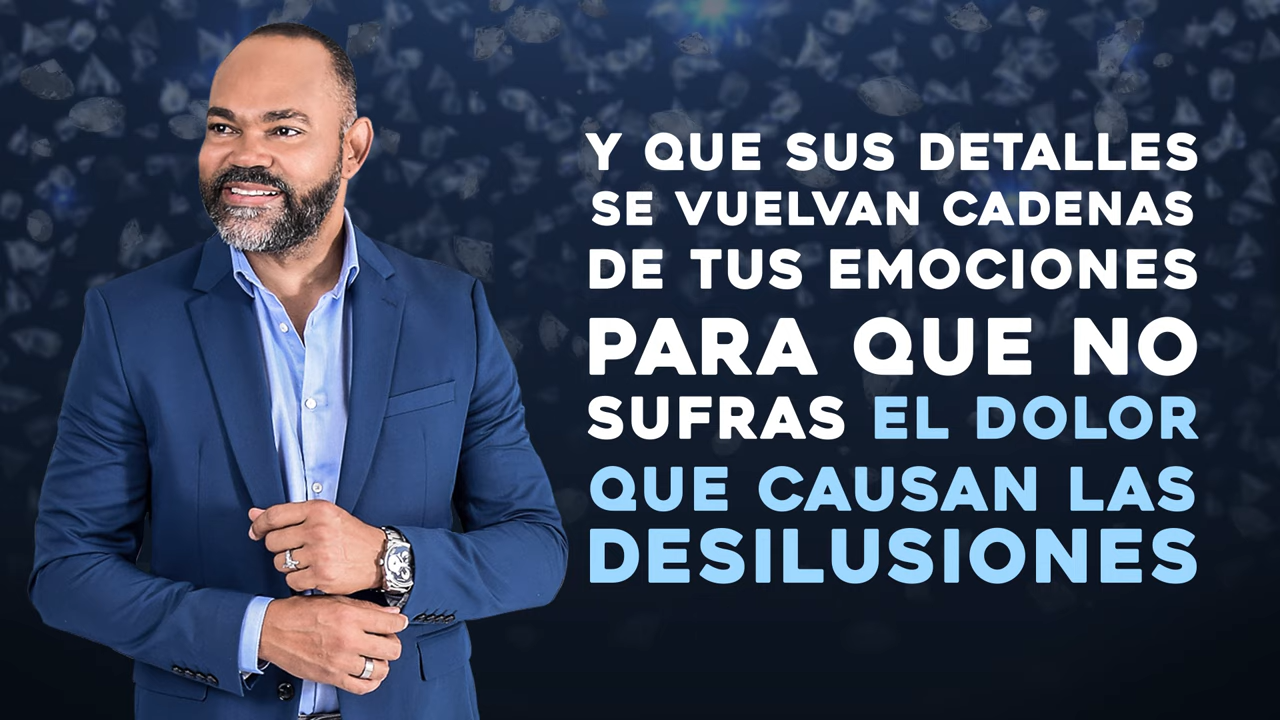 Y QUE SUS DETALLES
SE VUELVAN CADENAS
DE TUS EMOCIONES
PARA QUE NO
SUFRAS EL DOLOR
QUE CAUSAN LAS
DESILUSIONES